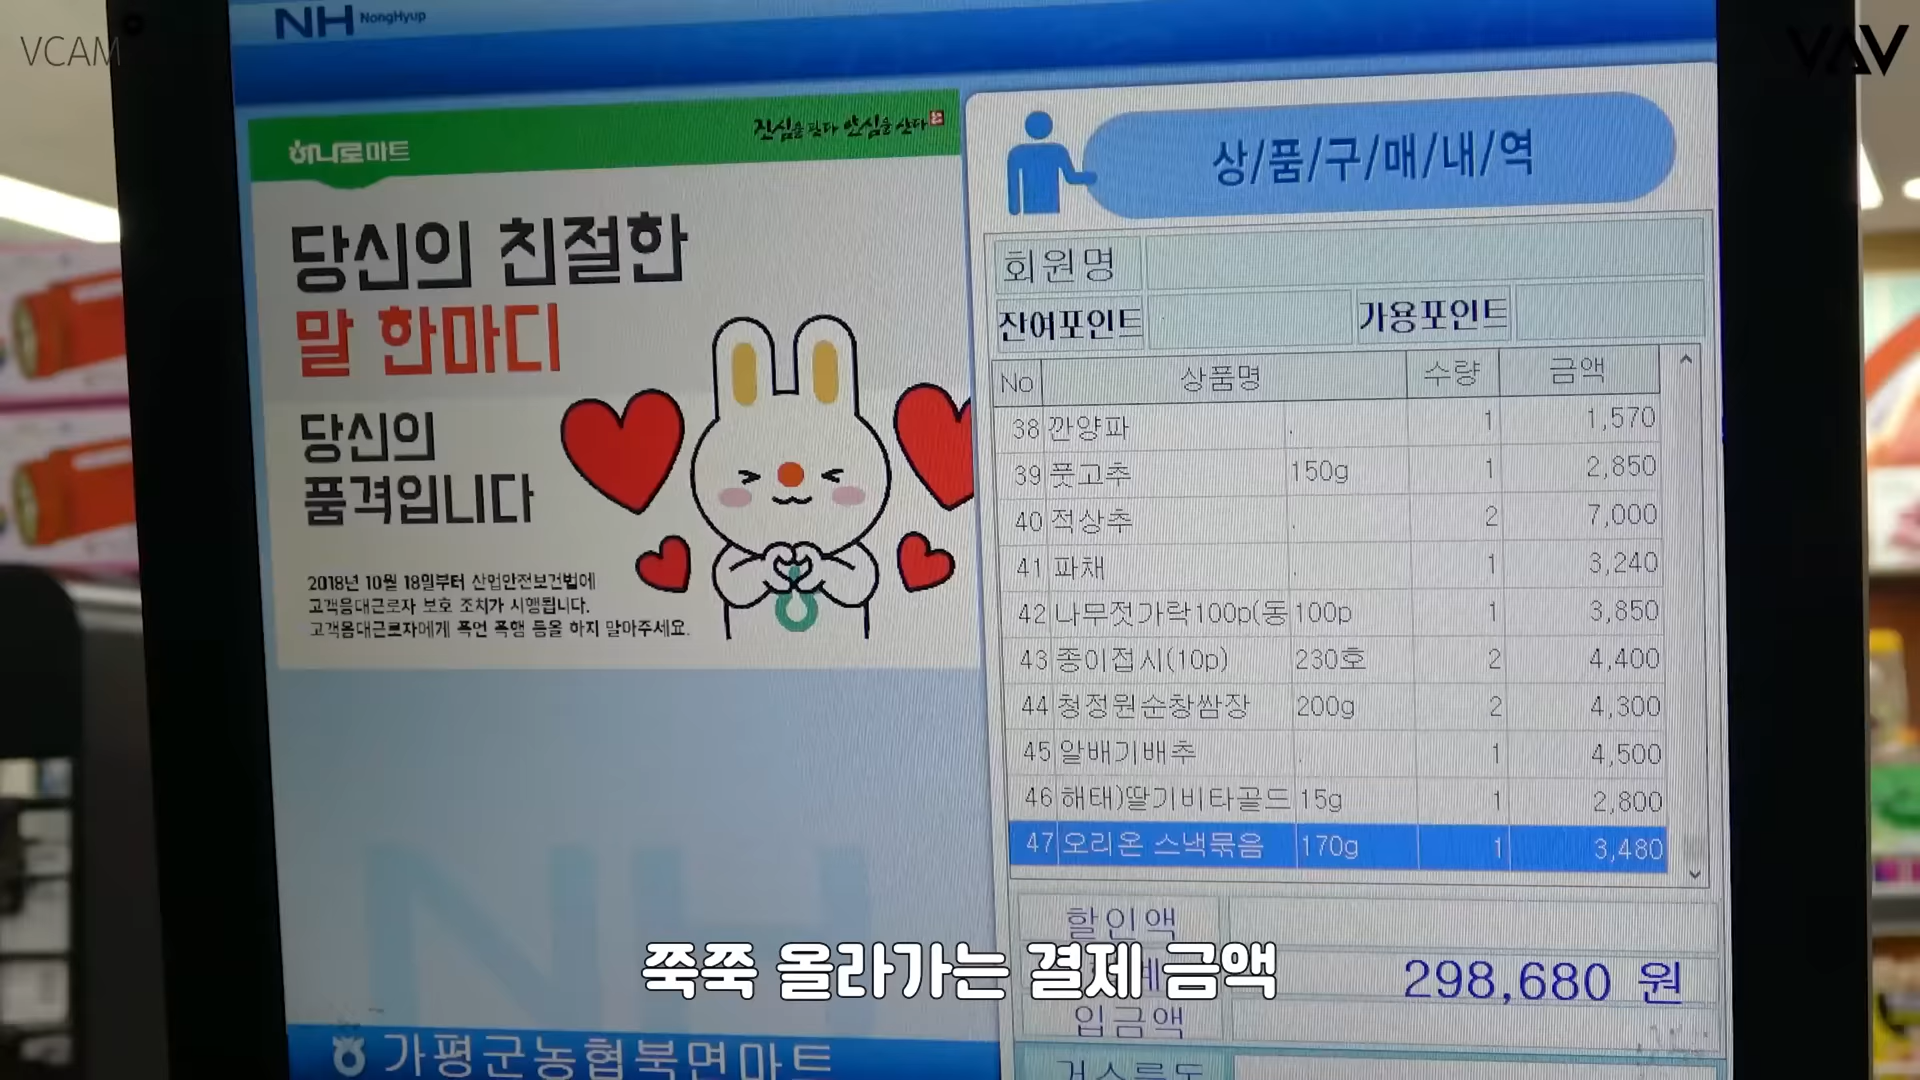 VCAM
NH NongHyup
VAV
하나로마트
진심을 팝니다 안심을 산다
당신의 친절한
말 한마디
당신의
품격입니다
2018년 10월 18일부터 산업안전보건법에
고객응대근로자 보호 조치가 시행됩니다.
고객응대근로자에게 폭언 폭행 등을 하지 말아주세요.
상/품/구/매/내/역
회원명
잔여포인트 가용포인트
No 상품명 수량 금액
38 깐양파 . 1 1,570
39 풋고추 150g 1 2,850
40 적상추 . 2 7,000
41 파채 . 1 3,240
42 나무젓가락100p(동 100p 1 3,850
43 종이접시(10p) 230호 2 4,400
44 청정원순창쌈장 200g 2 4,300
45 알배기배추 . 1 4,500
46 해태)딸기비타골드 15g 1 2,800
47 오리온 스낵묶음 170g 1 3,480
할인액
298,680 원
입금액
거스름돈
쭉쭉 올라가는 결제 금액
NH
가평군농협북면마트